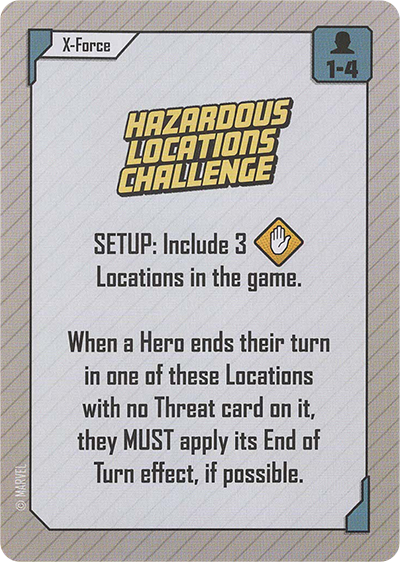 X-Force
1-4
HAZARDOUS
LOCATIONS
CHALLENGE
SETUP: Include 3
Locations in the game.
When a Hero ends their turn
in one of these Locations
with no Threat card on it,
they MUST apply its End of
Turn effect, if possible.
© MARVEL